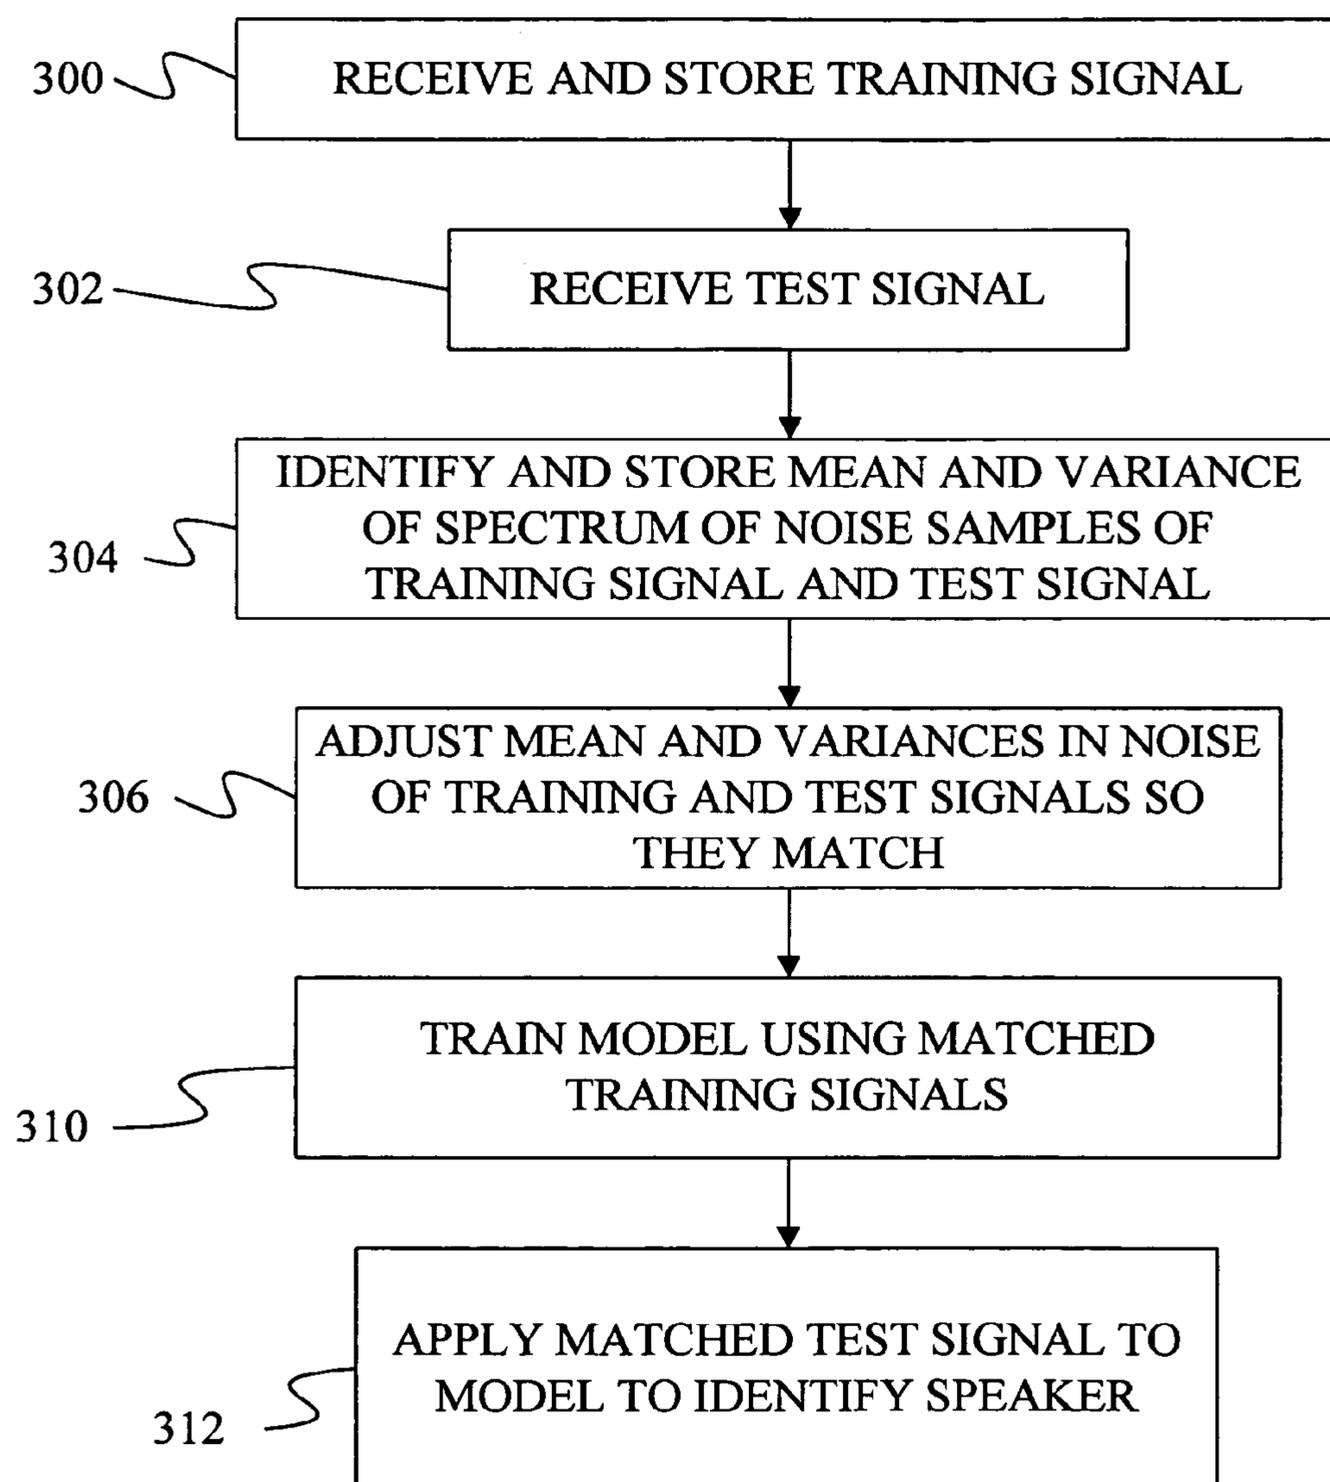 300
RECEIVE AND STORE TRAINING SIGNAL
302
RECEIVE TEST SIGNAL
304
IDENTIFY AND STORE MEAN AND VARIANCE
OF SPECTRUM OF NOISE SAMPLES OF
TRAINING SIGNAL AND TEST SIGNAL
306
ADJUST MEAN AND VARIANCES IN NOISE
OF TRAINING AND TEST SIGNALS SO
THEY MATCH
310
TRAIN MODEL USING MATCHED
TRAINING SIGNALS
312
APPLY MATCHED TEST SIGNAL TO
MODEL TO IDENTIFY SPEAKER